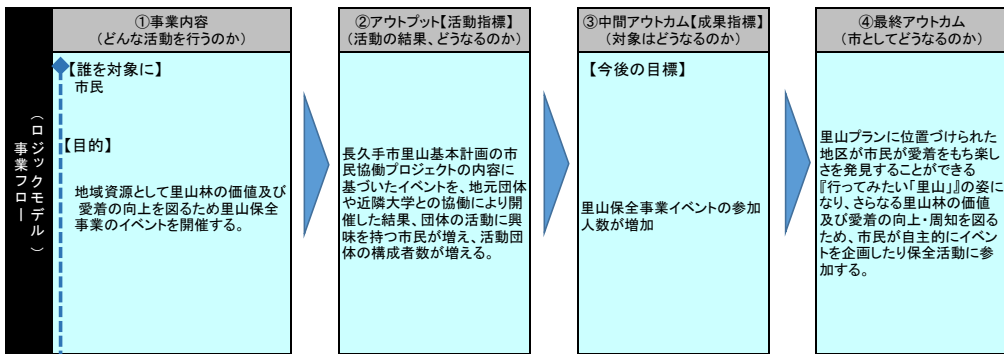 事業フロー
（ロジックモデル）
①事業内容
（どんな活動を行うのか）
【誰を対象に】
市民
【目的】
地域資源として里山林の価値及び
愛着の向上を図るため里山保全
事業のイベントを開催する。
②アウトプット【活動指標】
（活動の結果、どうなるのか）
長久手市里山基本計画の市
民協働プロジェクトの内容に
基づいたイベントを、地元団体
や近隣大学との協働により開
催した結果、団体の活動に興
味を持つ市民が増え、活動団
体の構成者数が増える。
③中間アウトカム【成果指標】
（対象はどうなるのか）
【今後の目標】
里山保全事業イベントの参加
人数が増加
④最終アウトカム
（市としてどうなるのか）
里山プランに位置づけられた
地区が市民が愛着をもち楽し
さを発見することができる
『行ってみたい「里山」』の姿に
なり、さらなる里山林の価値
及び愛着の向上・周知を図る
ため、市民が自主的にイベン
トを企画したり保全活動に参
加する。